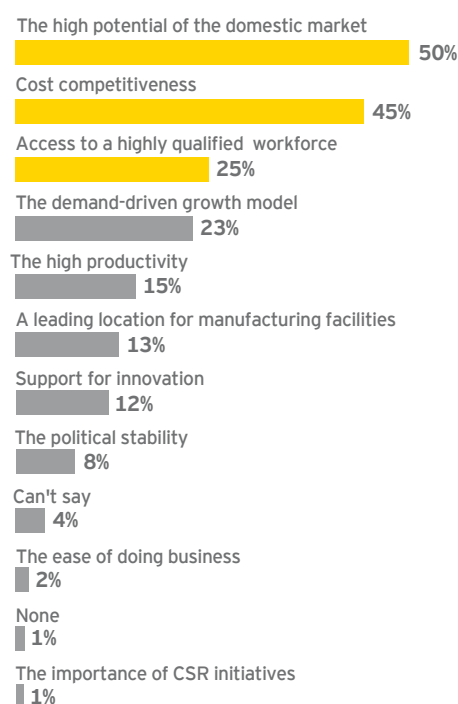 The high potential of the domestic market
50%
Cost competitiveness
45%
Access to a highly qualified workforce
25%
The demand-driven growth model
23%
The high productivity
15%
A leading location for manufacturing facilities
13%
Support for innovation
12%
The political stability
8%
Can't say
4%
The ease of doing business
2%
None
1%
The importance of CSR initiatives
1%